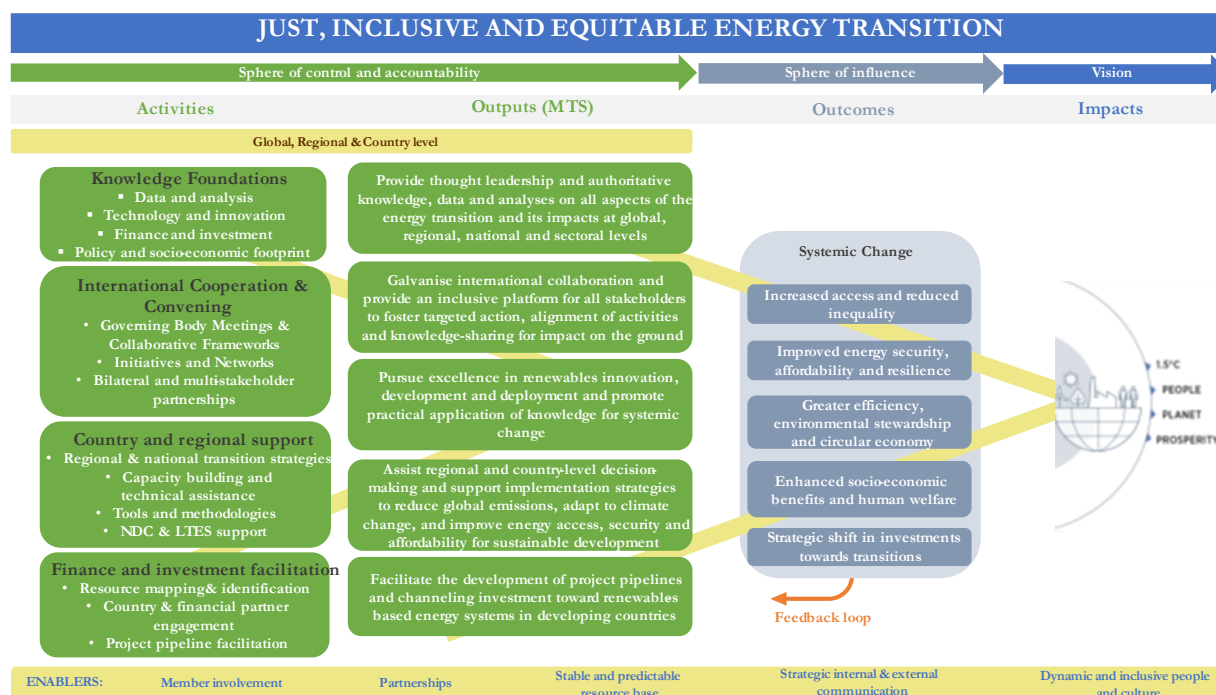 JUST, INCLUSIVE AND EQUITABLE ENERGY TRANSITION
Sphere of control and accountability
Sphere of influence
Vision
Activities
Outputs (MTS)
Outcomes
Impacts
Global, Regional & Country level
Knowledge Foundations
▪ Data and analysis
▪ Technology and innovation
▪ Finance and investment
▪ Policy and socio-economic footprint
International Cooperation &
Convening
• Governing Body Meetings &
Collaborative Frameworks
• Initiatives and Networks
• Bilateral and multi-stakeholder
partnerships
Country and regional support
• Regional & national transition strategies
• Capacity building and
technical assistance
• Tools and methodologies
• NDC & LTES support
Finance and investment facilitation
• Resource mapping& identification
• Country & financial partner
engagement
• Project pipeline facilitation
Provide thought leadership and authoritative
knowledge, data and analyses on all aspects of the
energy transition and its impacts at global,
regional, national and sectoral levels
Galvanise international collaboration and
provide an inclusive platform for all stakeholders
to foster targeted action, alignment of activities
and knowledge-sharing for impact on the ground
Pursue excellence in renewables innovation,
development and deployment and promote
practical application of knowledge for systemic
change
Assist regional and country-level decision-
making and support implementation strategies
to reduce global emissions, adapt to climate
change, and improve energy access, security and
affordability for sustainable development
Facilitate the development of project pipelines
and channeling investment toward renewables-
based energy systems in developing countries
Systemic Change
Increased access and reduced
inequality
Improved energy security,
affordability and resilience
Greater efficiency,
environmental stewardship
and circular economy
Enhanced socio-economic
benefits and human welfare
Strategic shift in investments
towards transitions
Feedback loop
1.5°C
PEOPLE
PLANET
PROSPERITY
ENABLERS:
Member involvement
Partnerships
Stable and predictable
resource base
Strategic internal & external
communication
Dynamic and inclusive people
and culture